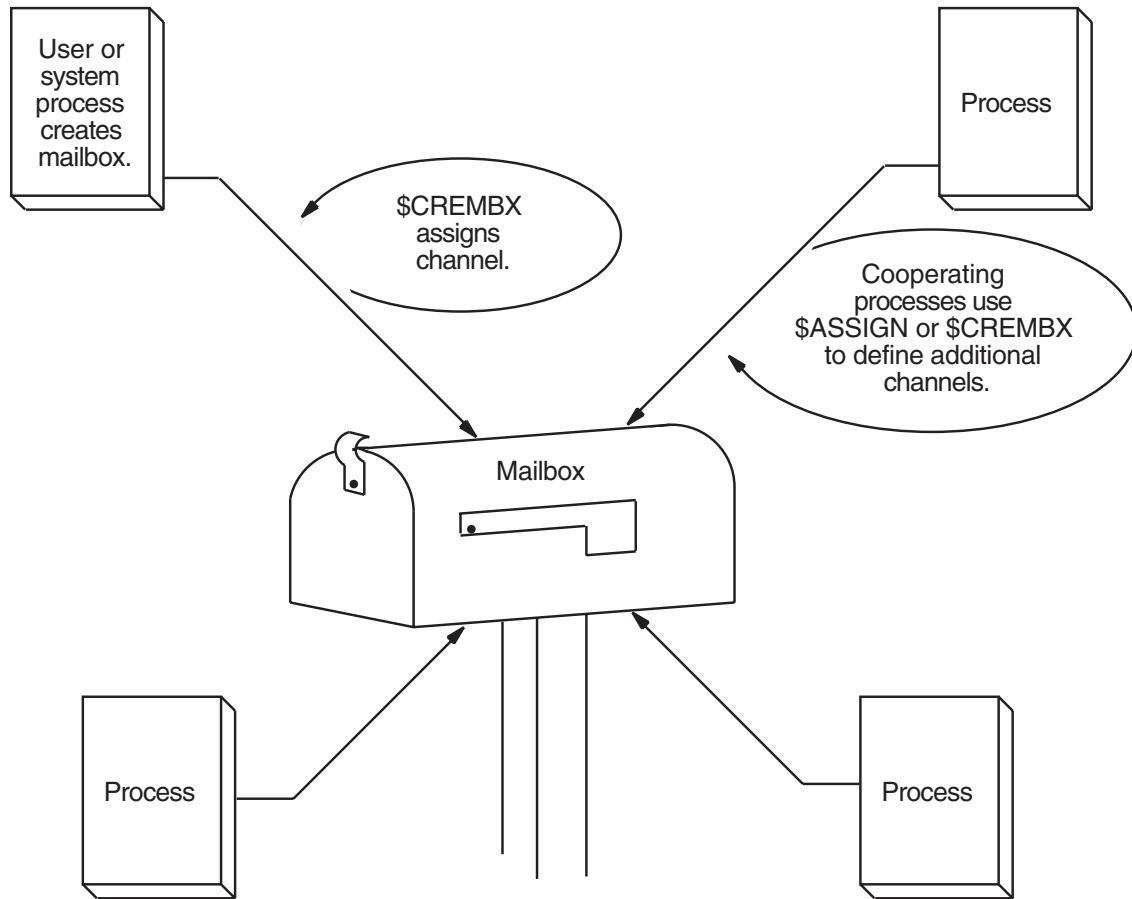 User or
system
process
creates
mailbox.
Process
$CREMBX
assigns
channel.
Cooperating
processes use
$ASSIGN or $CREMBX
to define additional
channels.
Mailbox
Process
Process